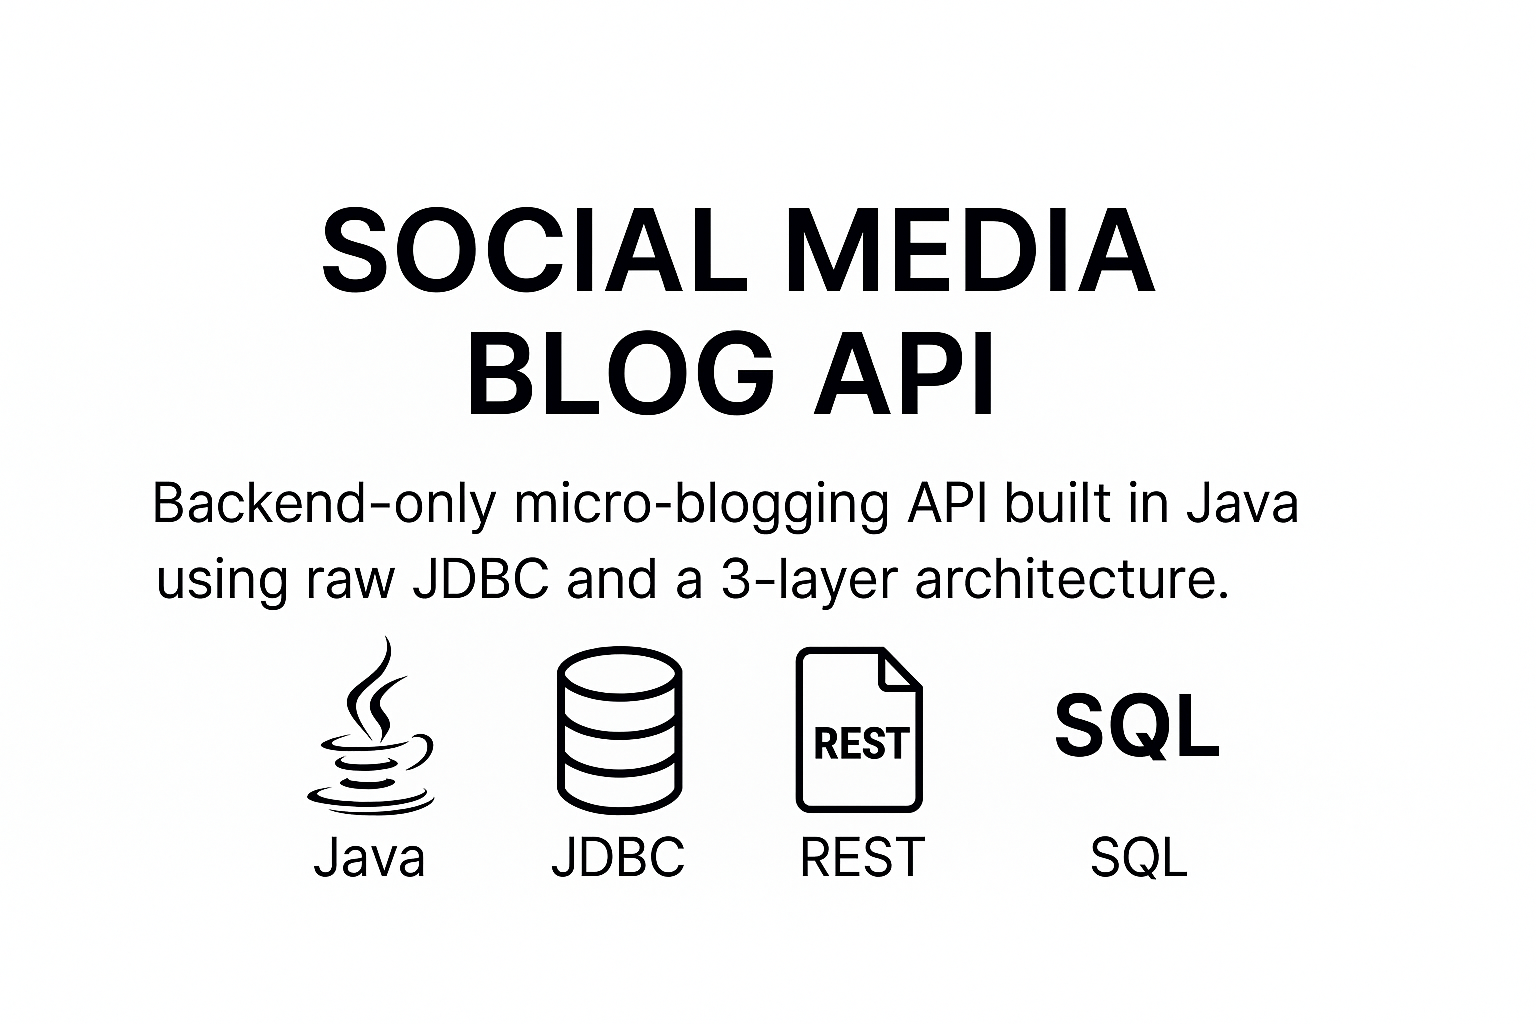 SOCIAL MEDIA
BLOG API
Backend-only micro-blogging API built in Java
using raw JDBC and a 3-layer architecture.
REST
SQL
Java
JDBC
REST
SQL